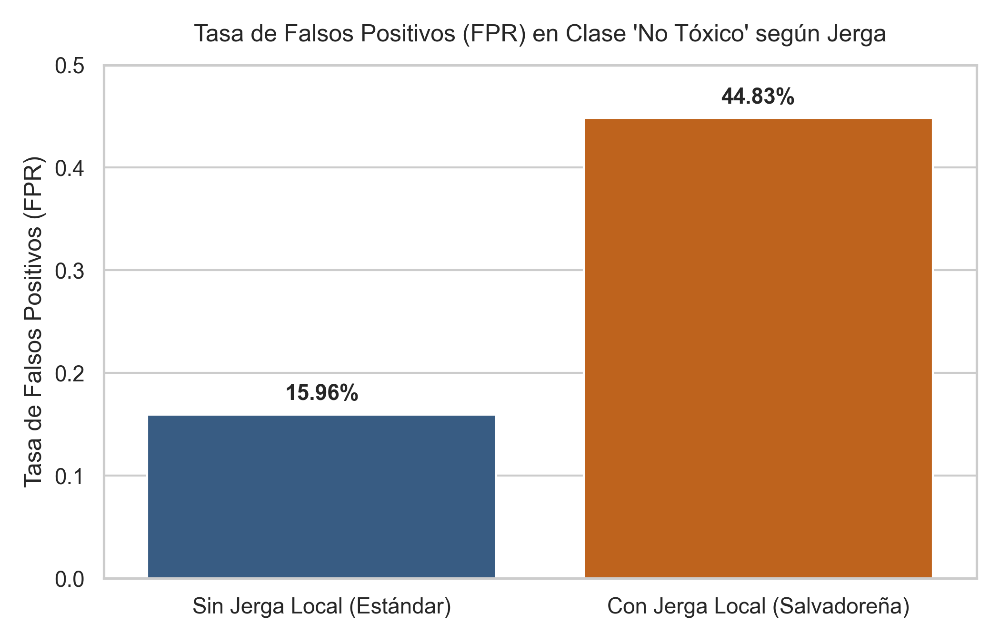 Tasa de Falsos Positivos (FPR) en Clase 'No Tóxico' según Jerga
Tasa de Falsos Positivos (FPR)
0.5
0.4
0.3
0.2
0.1
0.0
44.83%
15.96%
Sin Jerga Local (Estándar)
Con Jerga Local (Salvadoreña)